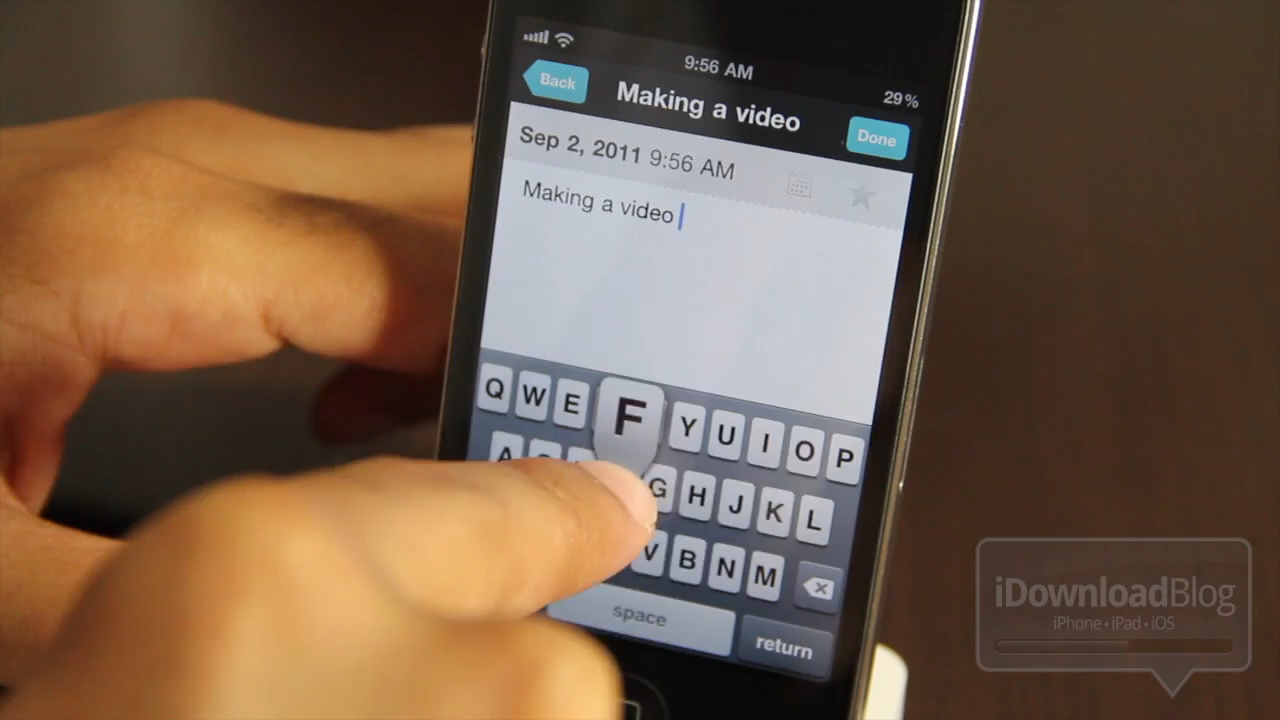 9:56 AM
29%
Back
Making a video
Done
Sep 2, 2011 9:56 AM
Making a video
Q W E F Y U I O P
A G H J K L
V B N M
space
return
iDownloadBlog
iPhone • iPad • iOS